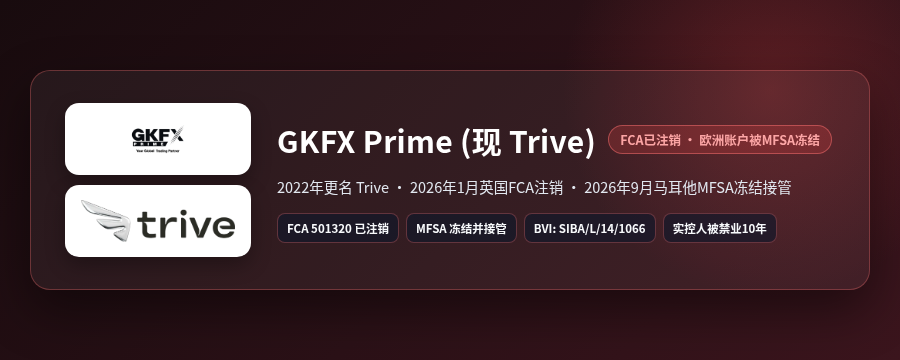 GKFX
PRIME
Your Global Trading Partner
trive
GKFX Prime (现 Trive)
FCA已注销 · 欧洲账户被MFSA冻结
2022年更名 Trive · 2026年1月英国FCA注销 · 2026年9月马耳他MFSA冻结接管
FCA 501320 已注销
MFSA 冻结并接管
BVI: SIBA/L/14/1066
实控人被禁业10年